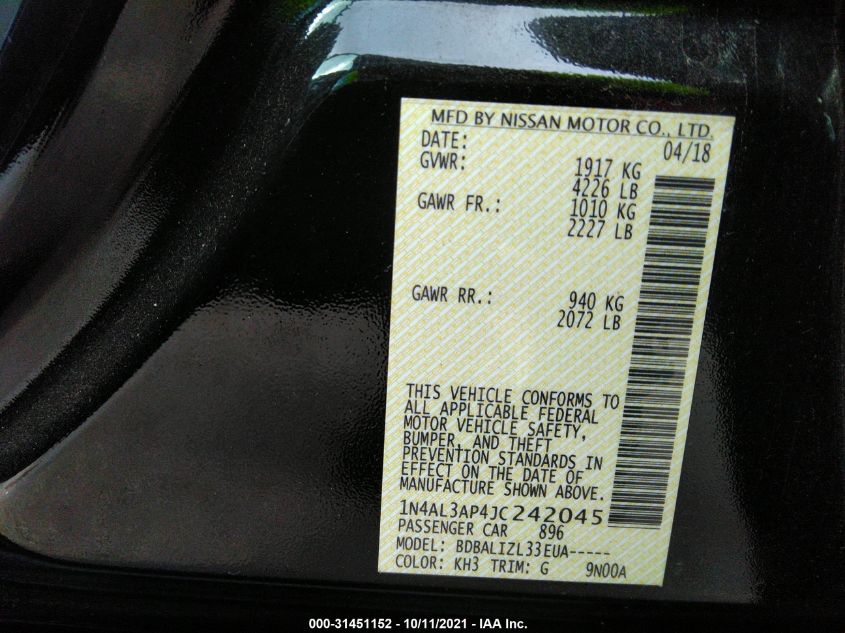 MFD BY NISSAN MOTOR CO., LTD.
DATE: 04/18
GVWR: 1917 KG
4226 LB
GAWR FR.: 1010 KG
2227 LB
GAWR RR.: 940 KG
2072 LB
THIS VEHICLE CONFORMS TO
ALL APPLICABLE FEDERAL
MOTOR VEHICLE SAFETY,
BUMPER, AND THEFT
PREVENTION STANDARDS IN
EFFECT ON THE DATE OF
MANUFACTURE SHOWN ABOVE.
1N4AL3AP4JC242045
PASSENGER CAR 896
MODEL: BDBALIZL33EUA-----
COLOR: KH3 TRIM: G 9N00A
000-31451152 - 10/11/2021 - IAA Inc.